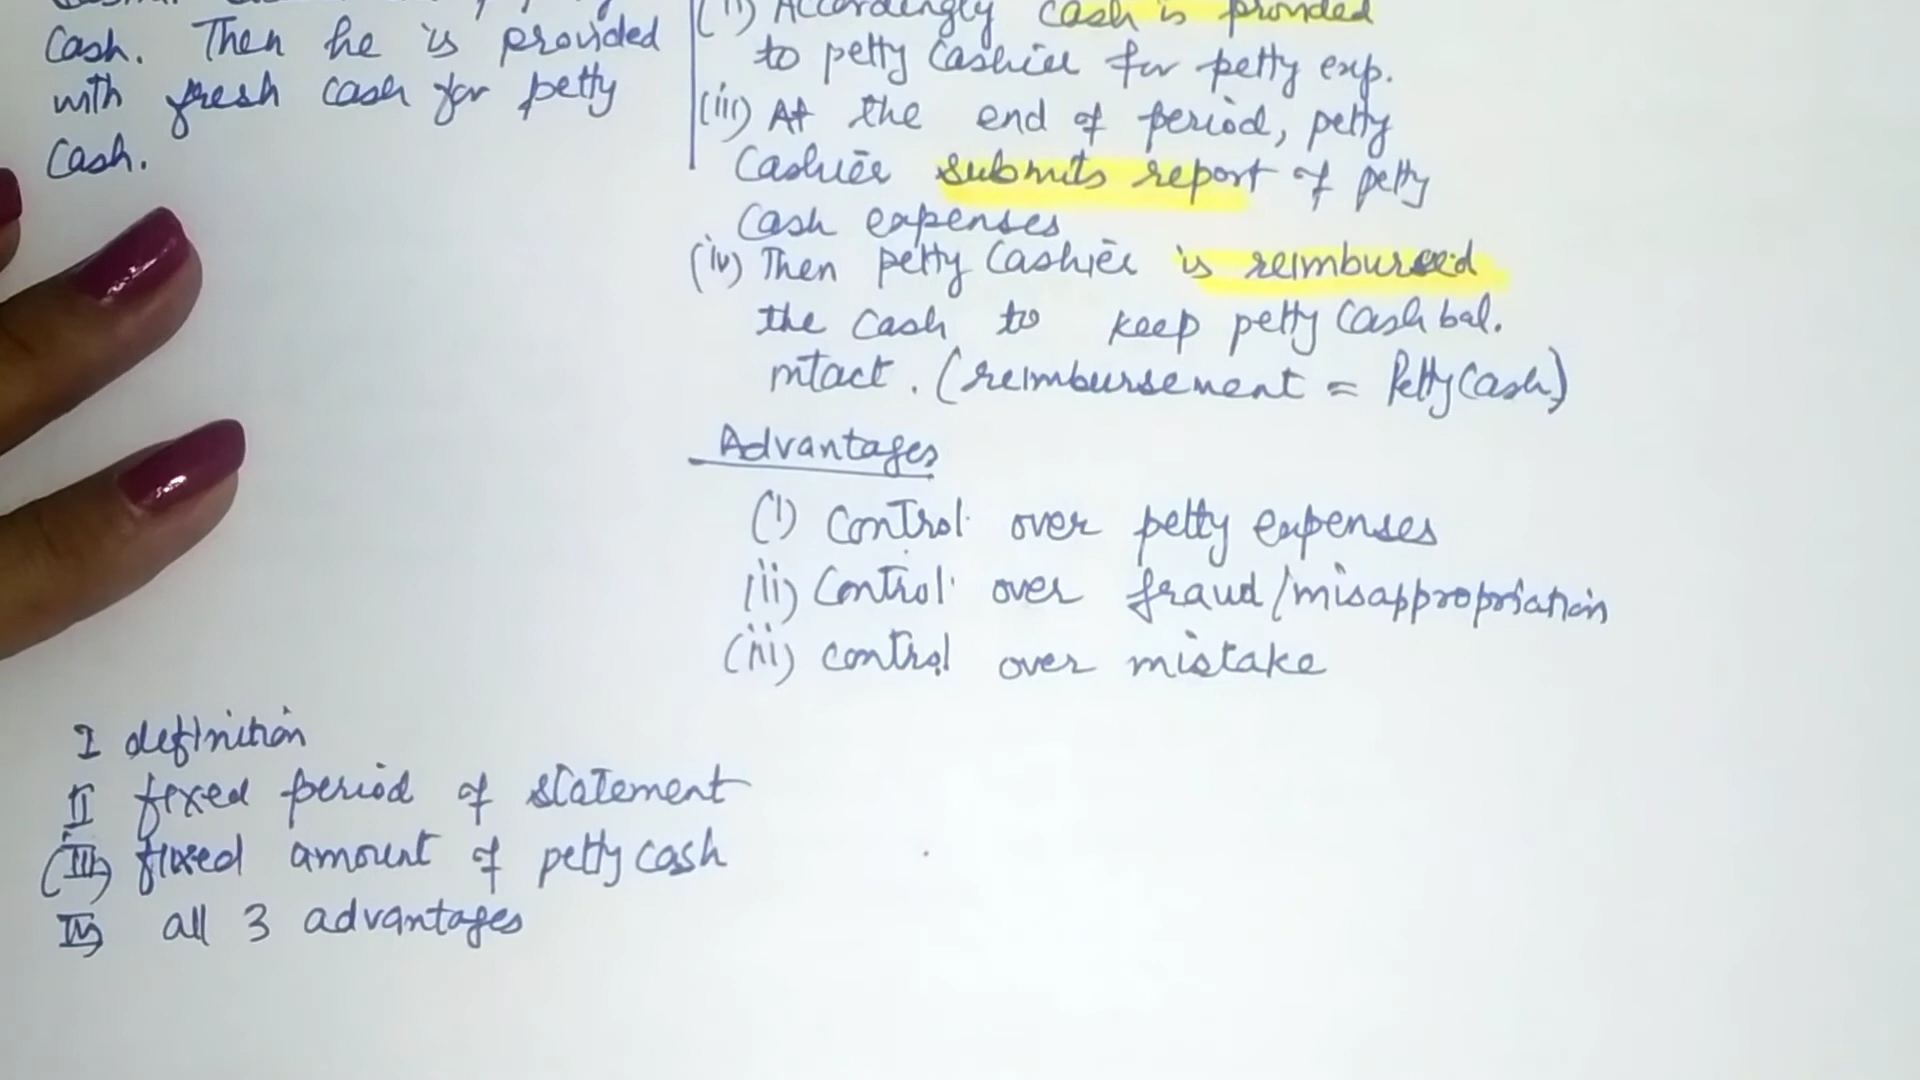 Cash. Then he is provided
with fresh cash for petty
Cash.
(ii) Accordingly cash is provided
to petty Cashier for petty exp.
(iii) At the end of period, petty
Cashier submits report of petty
Cash expenses
(iv) Then petty Cashier is reimbursed
the cash to keep petty Cash bal.
intact. (reimbursement = Petty Cash)
Advantages
(i) Control over petty expenses
(ii) Control over fraud/misappropriation
(iii) control over mistake
I definition
II fixed period of statement
(III) fixed amount of petty cash
IV) all 3 advantages